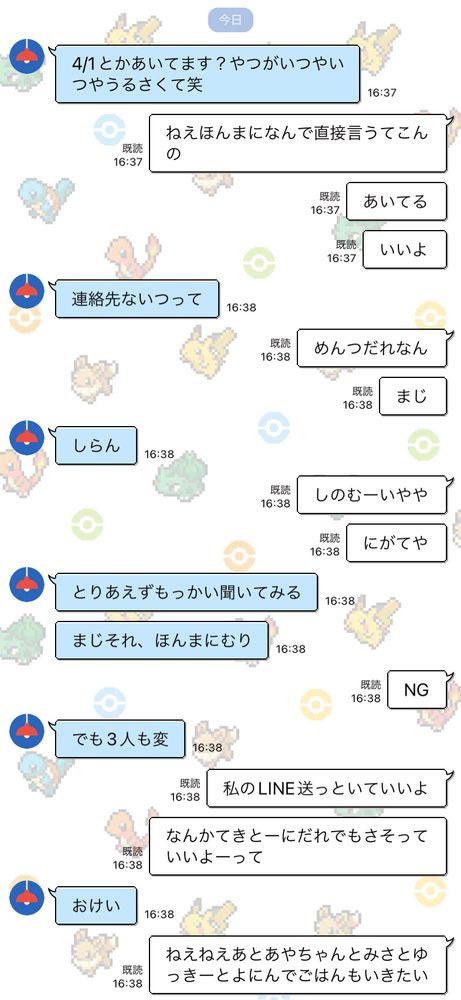 今日
4/1とかあいてます？やつがいつやい
つやうるさくて笑
16:37
ねえほんまになんで直接言うてこん
の
既読
16:37
あいてる
既読
16:37
いいよ
既読
16:37
連絡先ないつって
16:38
めんつだれなん
既読
16:38
まじ
既読
16:38
しらん
16:38
しのむーいやや
既読
16:38
にがてや
既読
16:38
とりあえずもっかい聞いてみる
16:38
まじそれ、ほんまにむり
16:38
NG
既読
16:38
でも3人も変
16:38
私のLINE送っといていいよ
既読
16:38
なんかてきとーにだれでもさそって
いいよーって
既読
16:38
おけい
16:38
ねえねえあとあやちゃんとみさとゆ
っきーとよにんでごはんもいきたい
既読
16:38